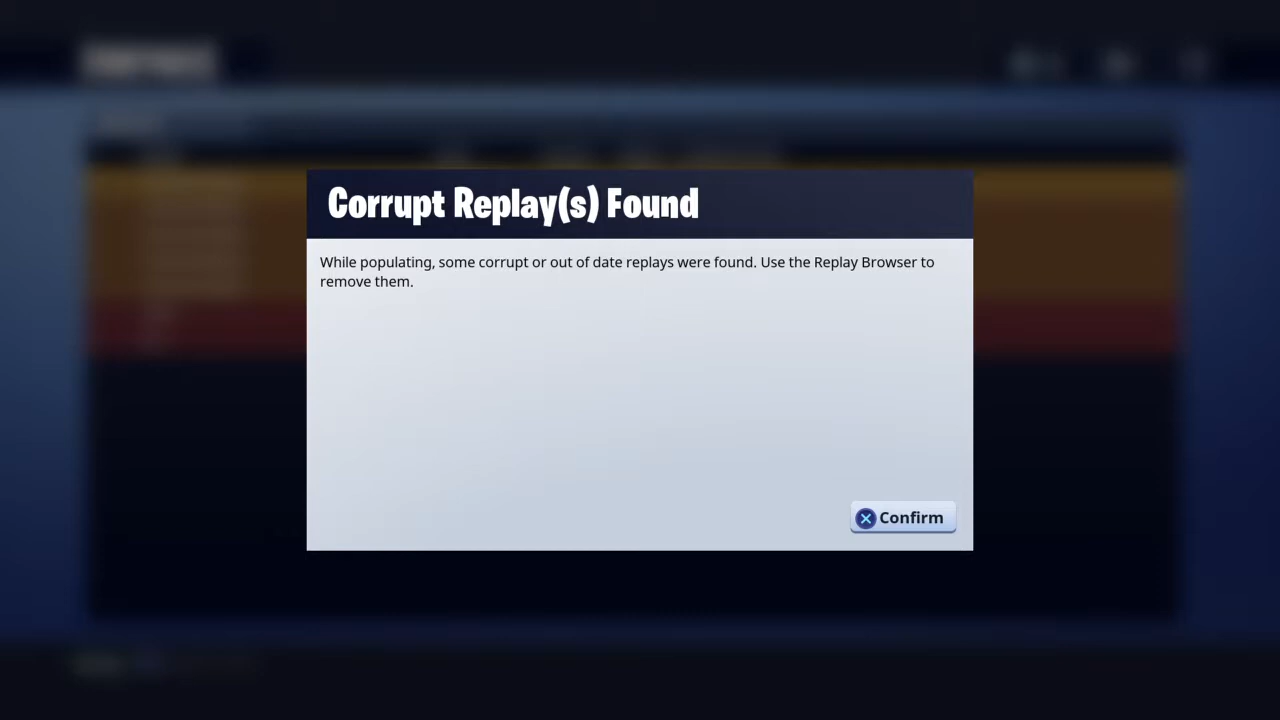 Corrupt Replay(s) Found
While populating, some corrupt or out of date replays were found. Use the Replay Browser to
remove them.
Confirm